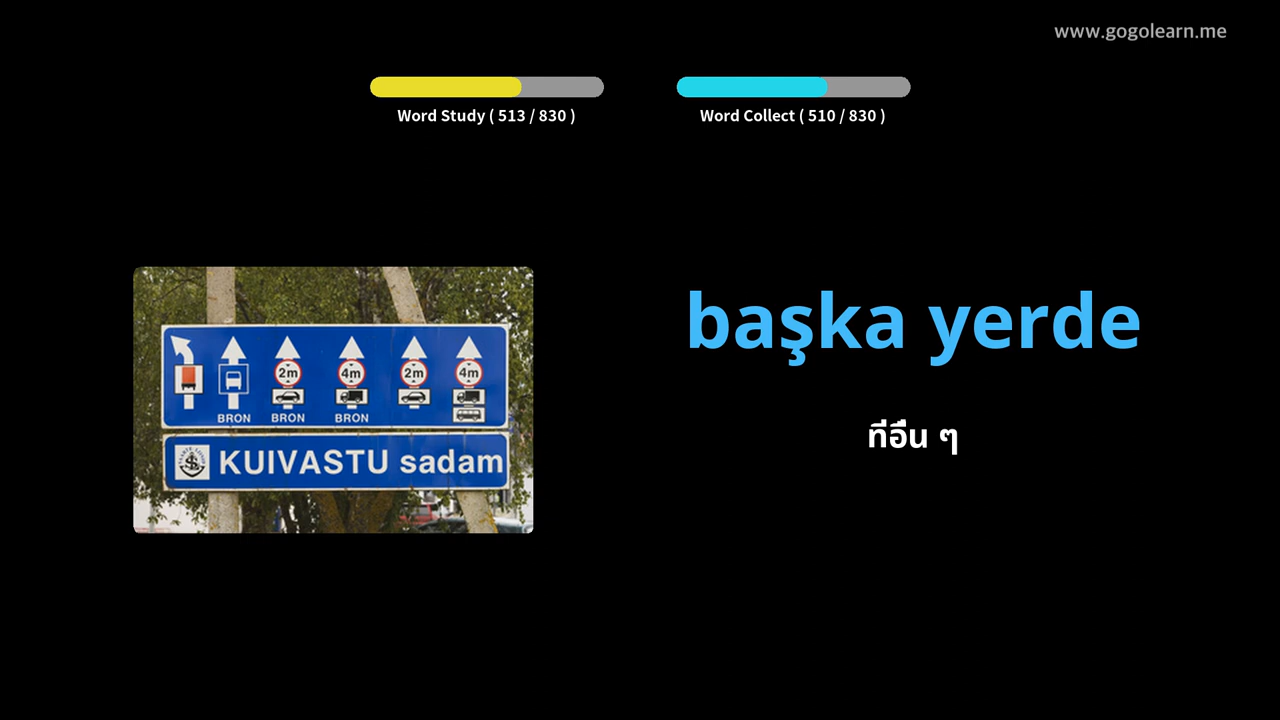 www.gogolearn.me
Word Study ( 513 / 830 )
Word Collect ( 510 / 830 )
başka yerde
ที่อื่น ๆ
2m
4m
2m
4m
BRON
BRON
BRON
KUIVASTU sadam